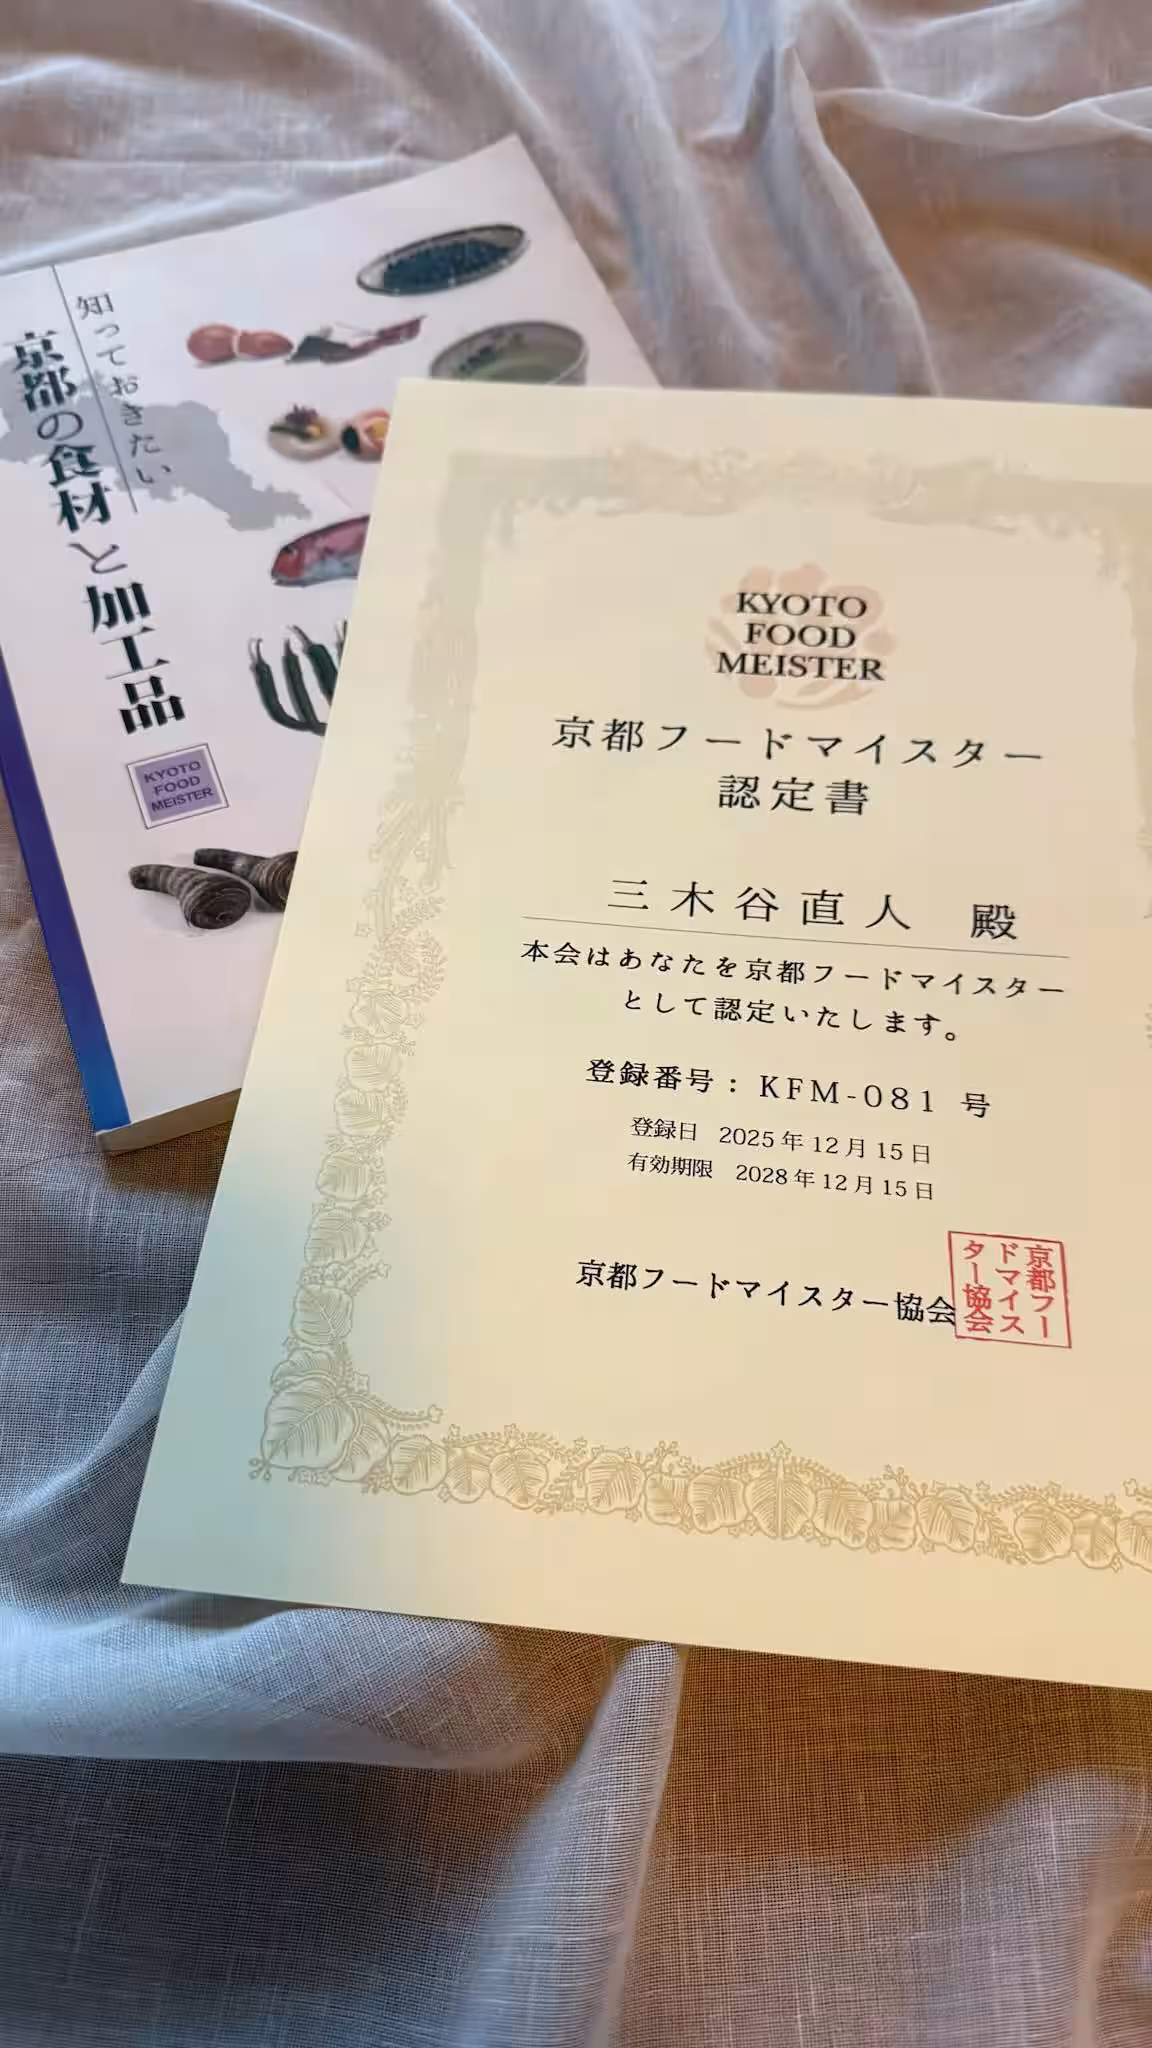 知っておきたい
京都の食材と加工品
KYOTO
FOOD
MEISTER
KYOTO
FOOD
MEISTER
京都フードマイスター
認定書
三木谷直人 殿
本会はあなたを京都フードマイスター
として認定いたします。
登録番号：KFM-081 号
登録日 2025年12月15日
有効期限 2028年12月15日
京都フードマイスター協会
京都フー
ドマイス
ター協会